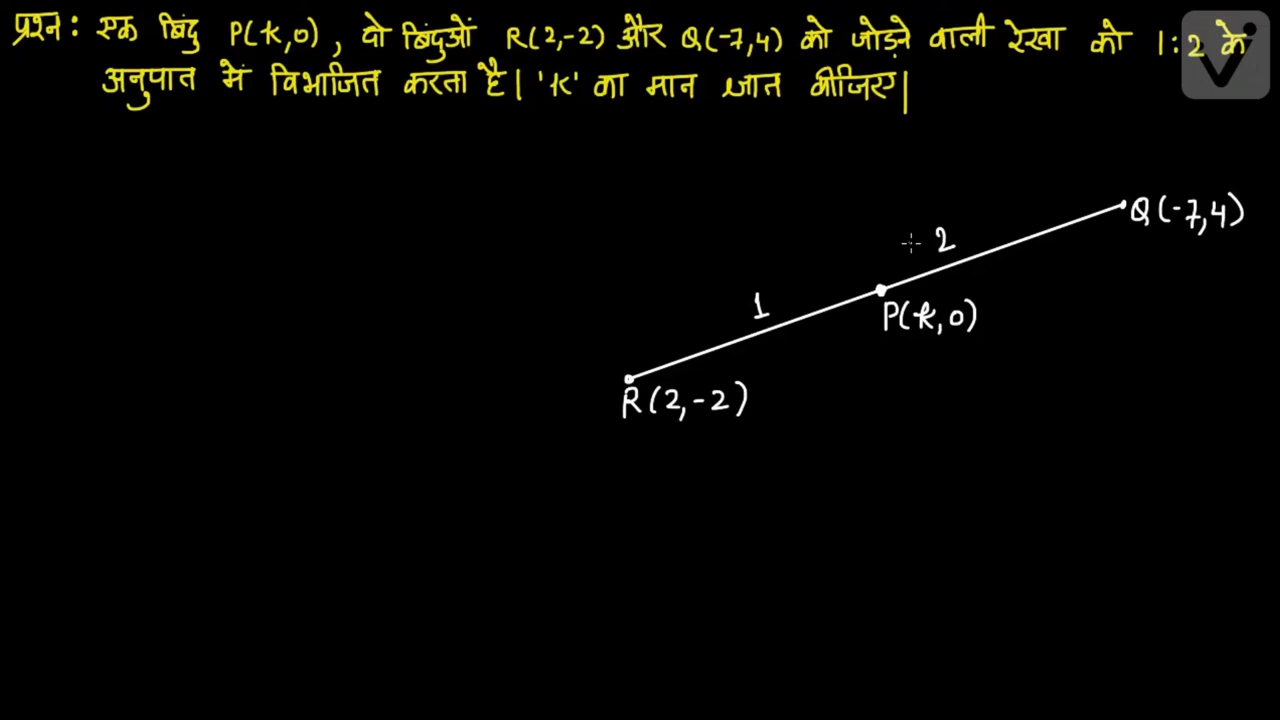 प्रश्न: एक बिंदु P(k,0), दो बिंदुओं R(2,-2) और Q(-7,4) को जोड़ने वाली रेखा को 1:2 के
अनुपात में विभाजित करता है। 'k' का मान ज्ञात कीजिए।
Q(-7,4)
2
1
P(k,0)
R(2,-2)